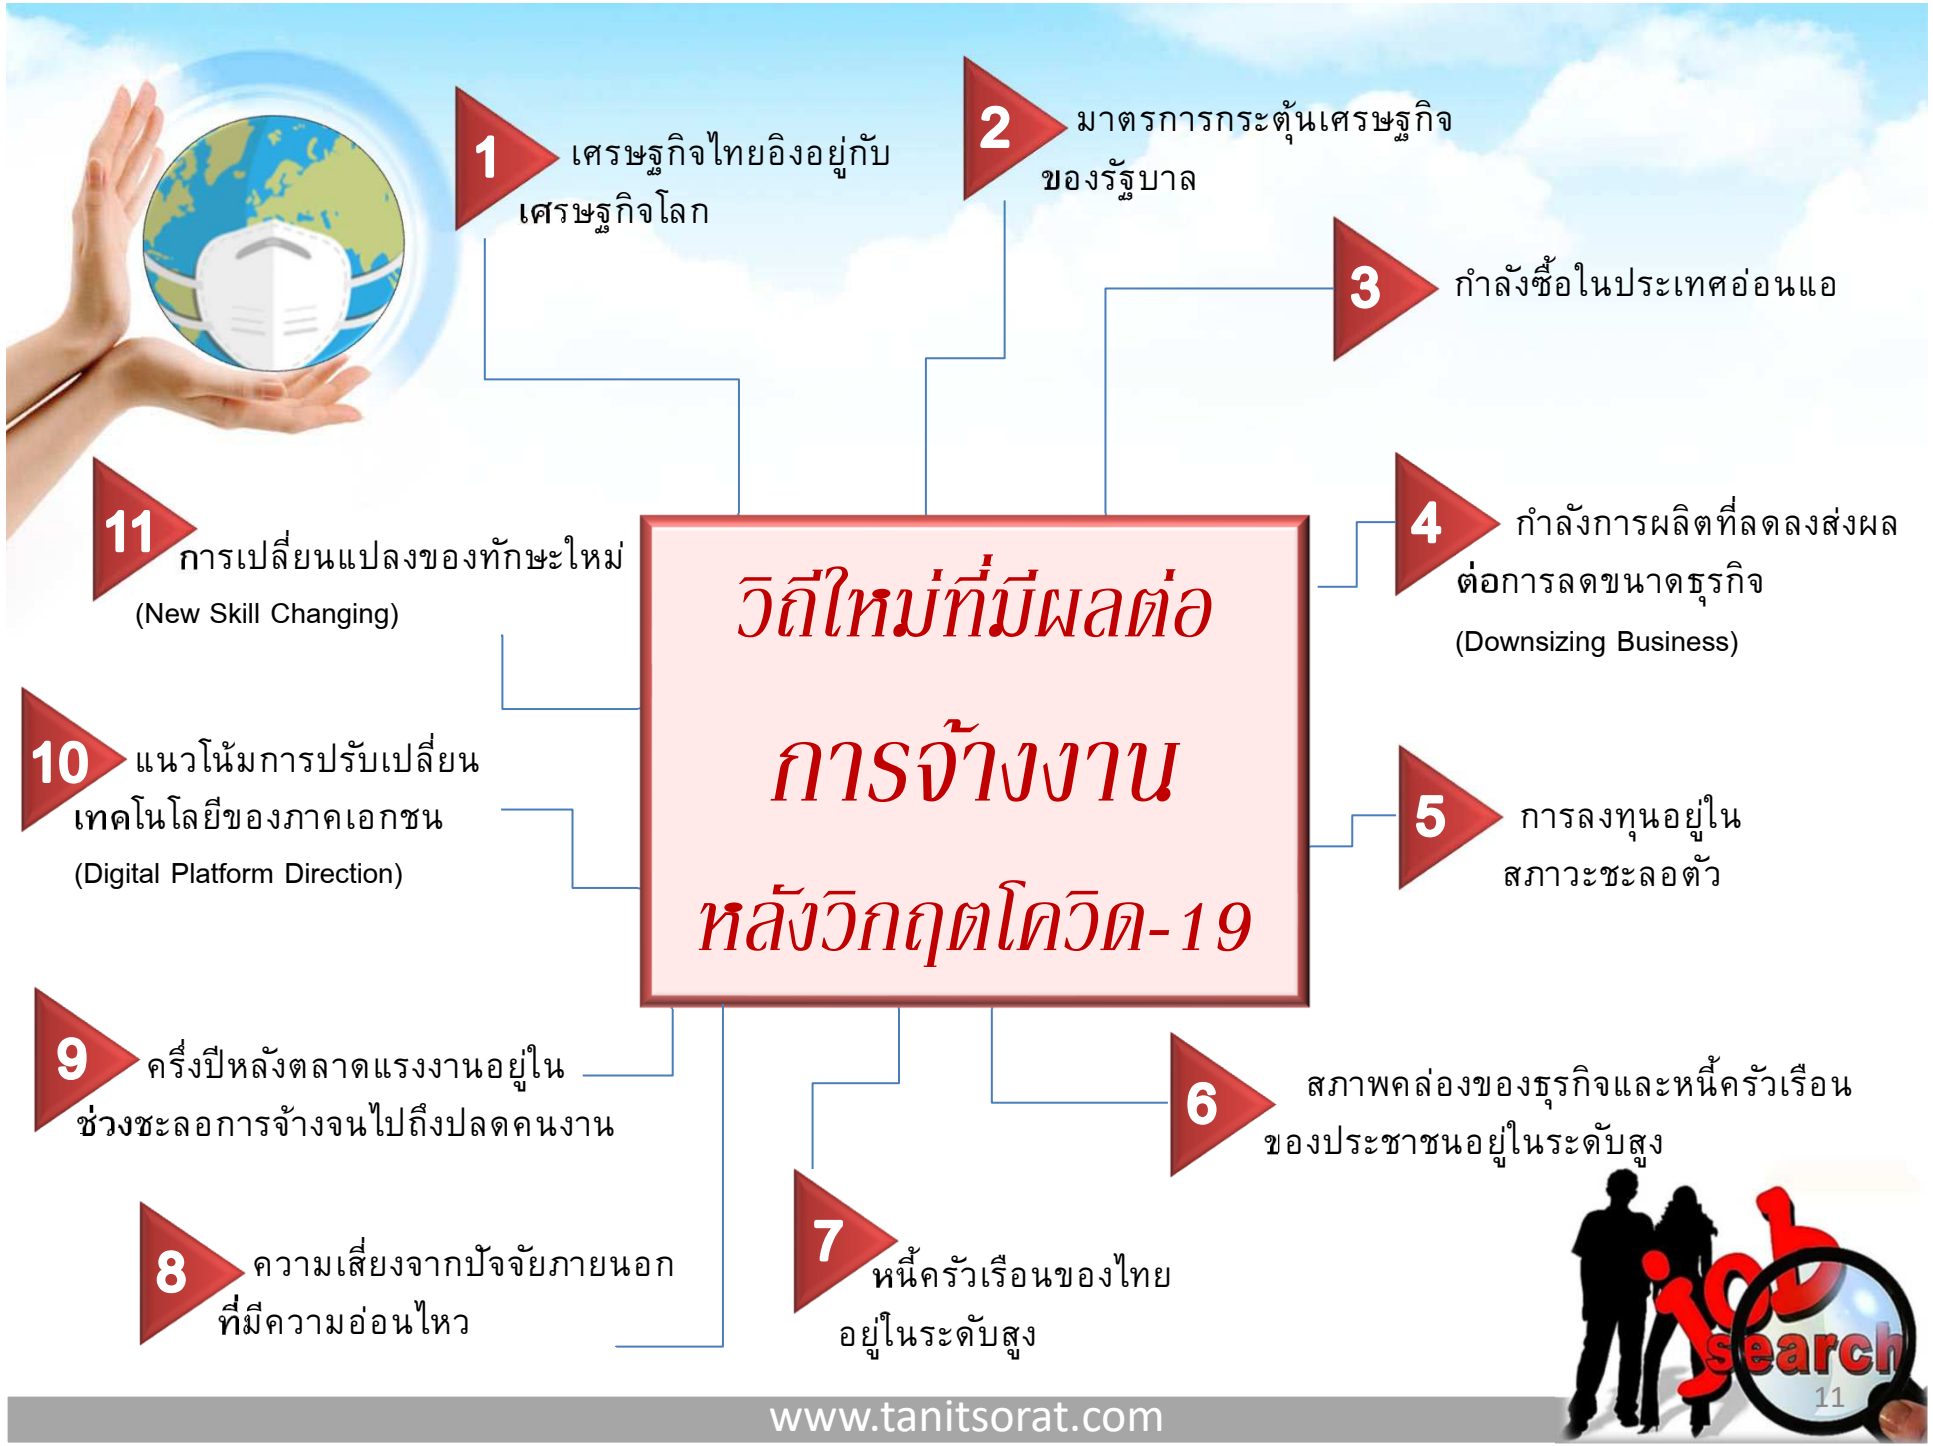 1
เศรษฐกิจไทยอิงอยู่กับ
เศรษฐกิจโลก
2
มาตรการกระตุ้นเศรษฐกิจ
ของรัฐบาล
3
กำลังซื้อในประเทศอ่อนแอ
4
กำลังการผลิตที่ลดลงส่งผล
ต่อการลดขนาดธุรกิจ
(Downsizing Business)
5
การลงทุนอยู่ใน
สภาวะชะลอตัว
6
สภาพคล่องของธุรกิจและหนี้ครัวเรือน
ของประชาชนอยู่ในระดับสูง
7
หนี้ครัวเรือนของไทย
อยู่ในระดับสูง
8
ความเสี่ยงจากปัจจัยภายนอก
ที่มีความอ่อนไหว
9
ครึ่งปีหลังตลาดแรงงานอยู่ใน
ช่วงชะลอการจ้างจนไปถึงปลดคนงาน
10
แนวโน้มการปรับเปลี่ยน
เทคโนโลยีของภาคเอกชน
(Digital Platform Direction)
11
การเปลี่ยนแปลงของทักษะใหม่
(New Skill Changing)
วิถีใหม่ที่มีผลต่อ
การจ้างงาน
หลังวิกฤตโควิด-19
job
search
11
www.tanitsorat.com